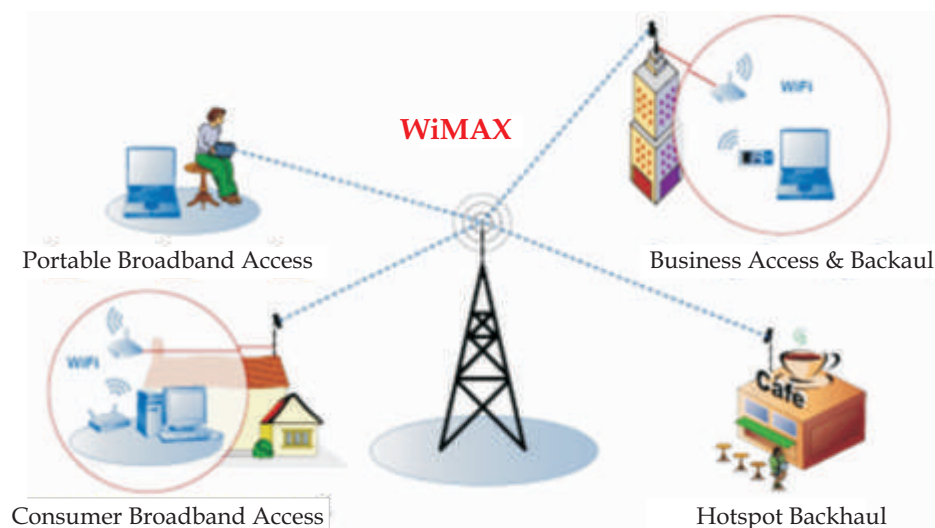 WiMAX
WiFi
Portable Broadband Access
Business Access & Backaul
WiFi
Cafe
Consumer Broadband Access
Hotspot Backhaul